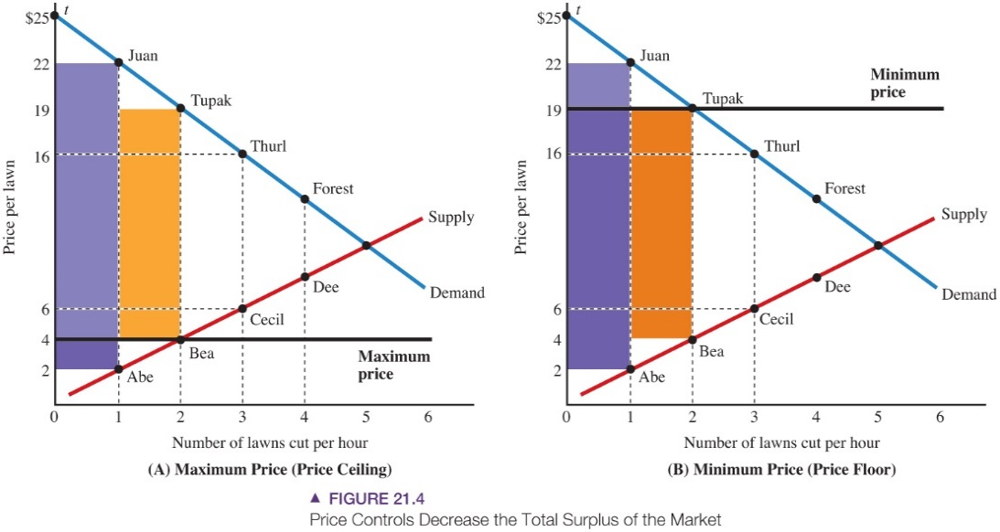 $25
t
Juan
22
Tupak
19
Thurl
16
Forest
Supply
Dee
Demand
6
Cecil
4
Bea
Maximum
price
2
Abe
0 1 2 3 4 5 6
Price per lawn
Number of lawns cut per hour
(A) Maximum Price (Price Ceiling)
$25
t
Juan
22
Minimum
price
Tupak
19
Thurl
16
Forest
Supply
Dee
Demand
6
Cecil
4
Bea
2
Abe
0 1 2 3 4 5 6
Price per lawn
Number of lawns cut per hour
(B) Minimum Price (Price Floor)
▲ FIGURE 21.4
Price Controls Decrease the Total Surplus of the Market